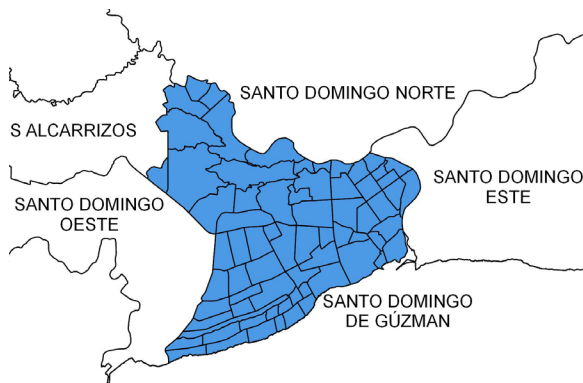 SANTO DOMINGO NORTE
S ALCARRIZOS
SANTO DOMINGO
ESTE
SANTO DOMINGO
OESTE
SANTO DOMINGO
DE GÚZMAN